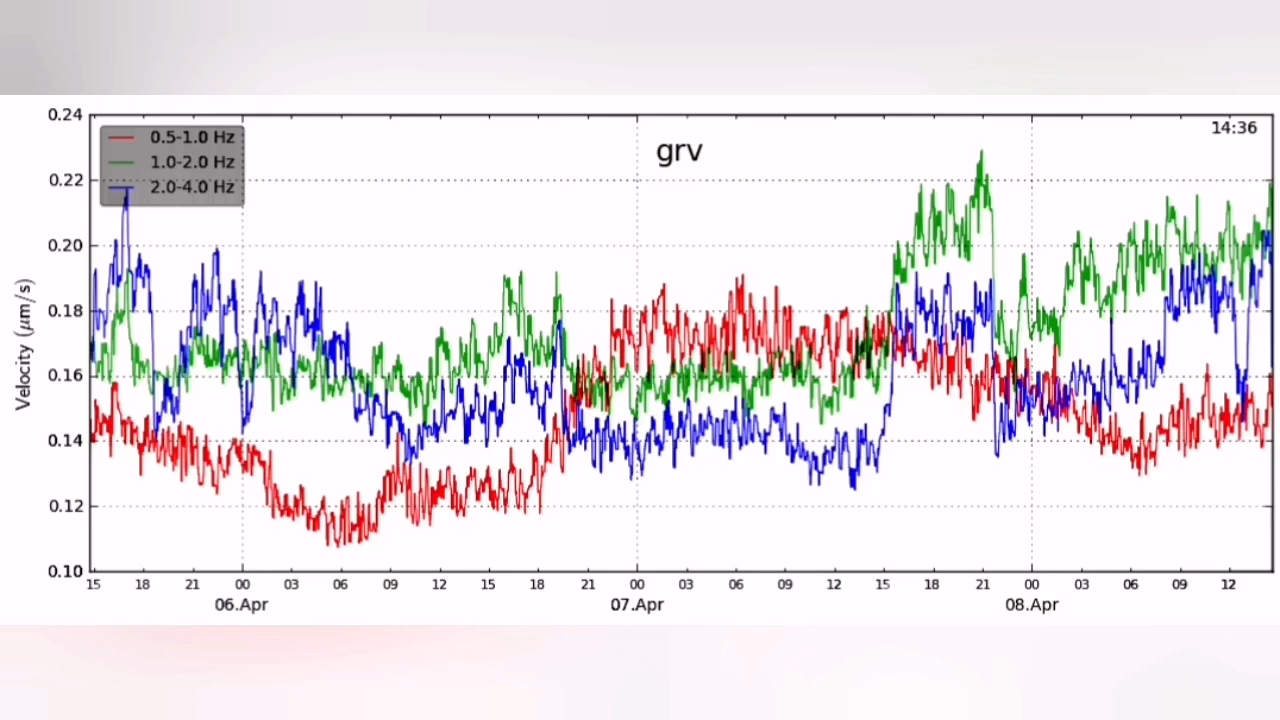 0.24
0.22
0.20
0.18
0.16
0.14
0.12
0.10
Velocity (μm/s)
0.5-1.0 Hz
1.0-2.0 Hz
2.0-4.0 Hz
grv
14:36
15 18 21 00 03 06 09 12 15 18 21 00 03 06 09 12 15 18 21 00 03 06 09 12
06.Apr 07.Apr 08.Apr